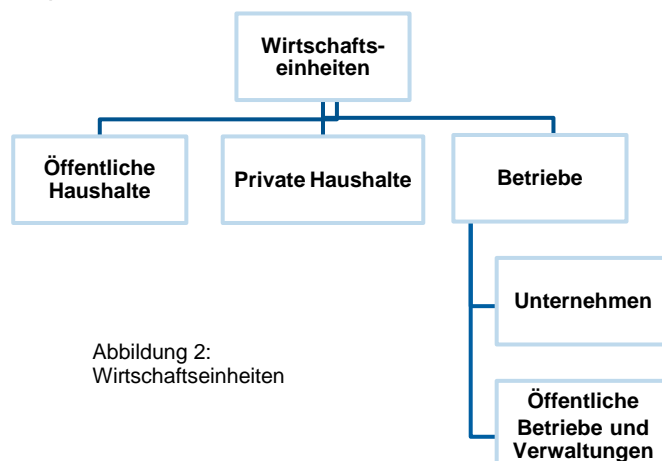 Wirtschafts-
einheiten
Öffentliche
Haushalte
Private Haushalte
Betriebe
Unternehmen
Abbildung 2:
Wirtschaftseinheiten
Öffentliche
Betriebe und
Verwaltungen